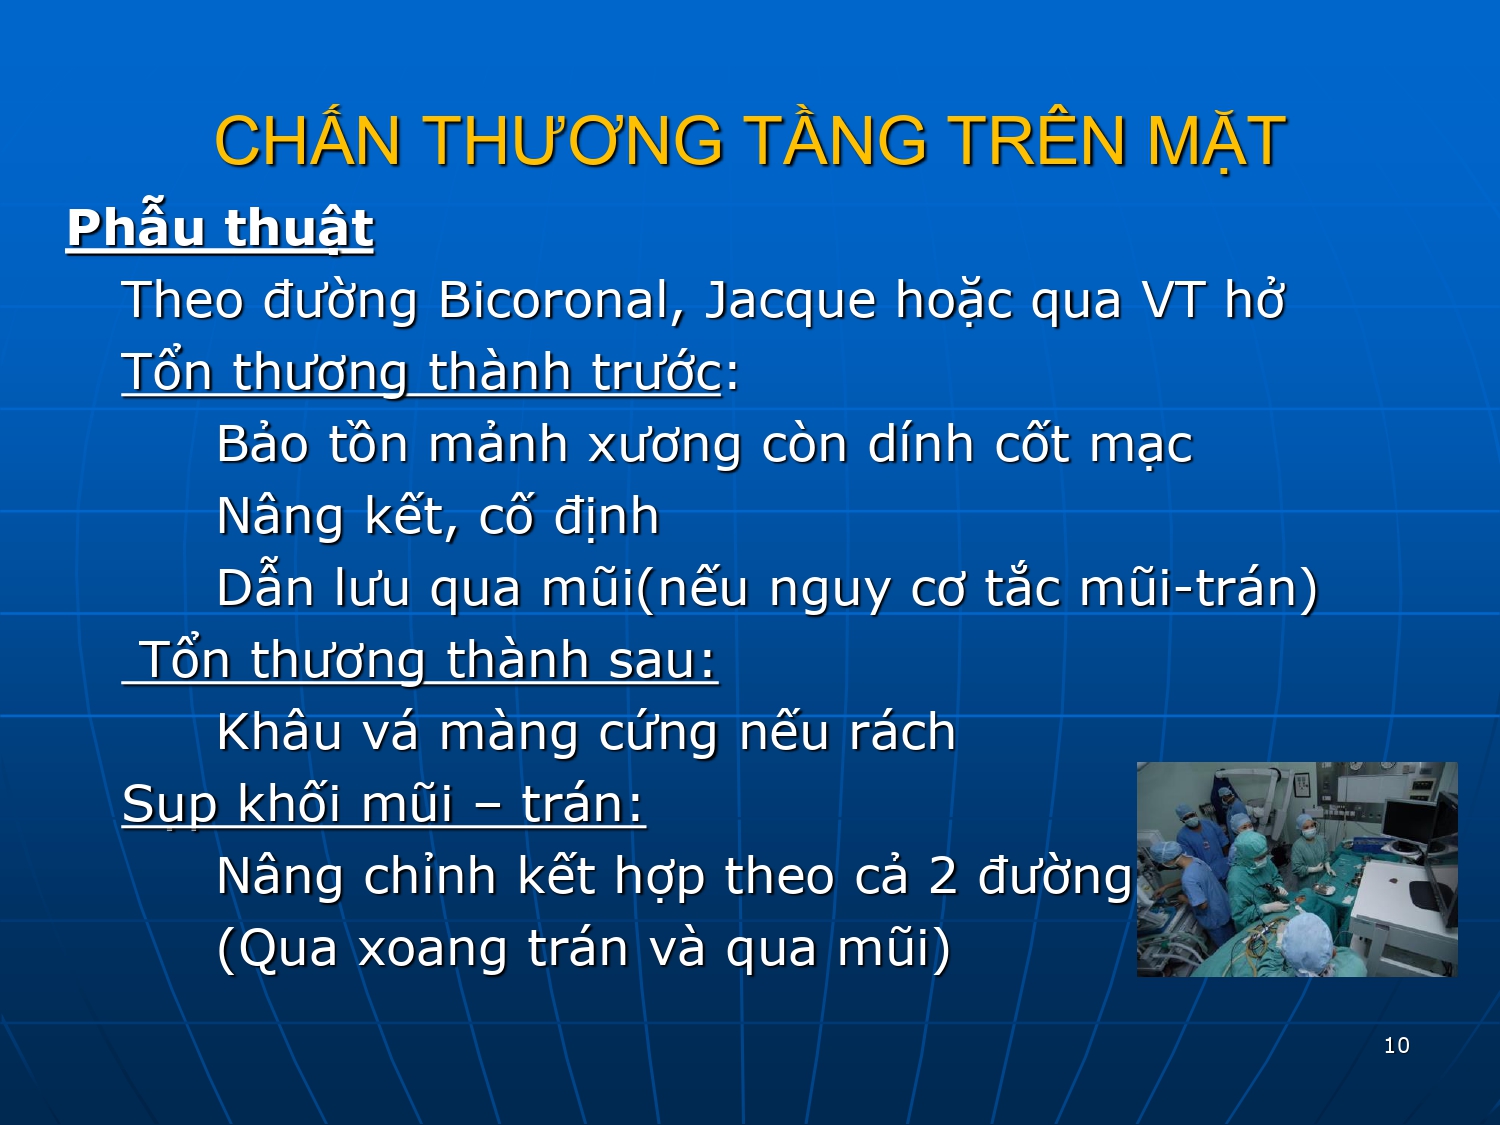 CHẤN THƯƠNG TẦNG TRÊN MẶT
Phẫu thuật
Theo đường Bicoronal, Jacque hoặc qua VT hở
Tổn thương thành trước:
Bảo tồn mảnh xương còn dính cốt mạc
Nâng kết, cố định
Dẫn lưu qua mũi(nếu nguy cơ tắc mũi-trán)
Tổn thương thành sau:
Khâu vá màng cứng nếu rách
Sụp khối mũi – trán:
Nâng chỉnh kết hợp theo cả 2 đường
(Qua xoang trán và qua mũi)
10